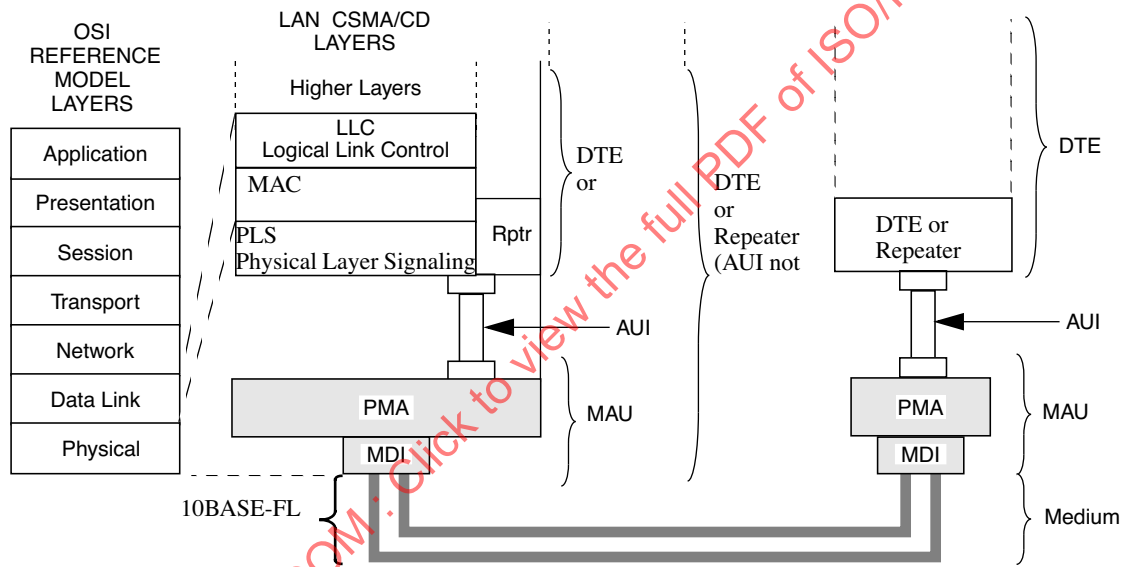 OSI
REFERENCE
MODEL
LAYERS
Application
Presentation
Session
Transport
Network
Data Link
Physical
LAN CSMA/CD
LAYERS
Higher Layers
LLC
Logical Link Control
MAC
PLS
Physical Layer Signaling
Rptr
DTE
or
AUI
PMA
MAU
MDI
10BASE-FL
DTE
or
Repeater
(AUI not
DTE or
Repeater
DTE
AUI
PMA
MAU
MDI
Medium
OM : Click to view the full PDF of ISO/